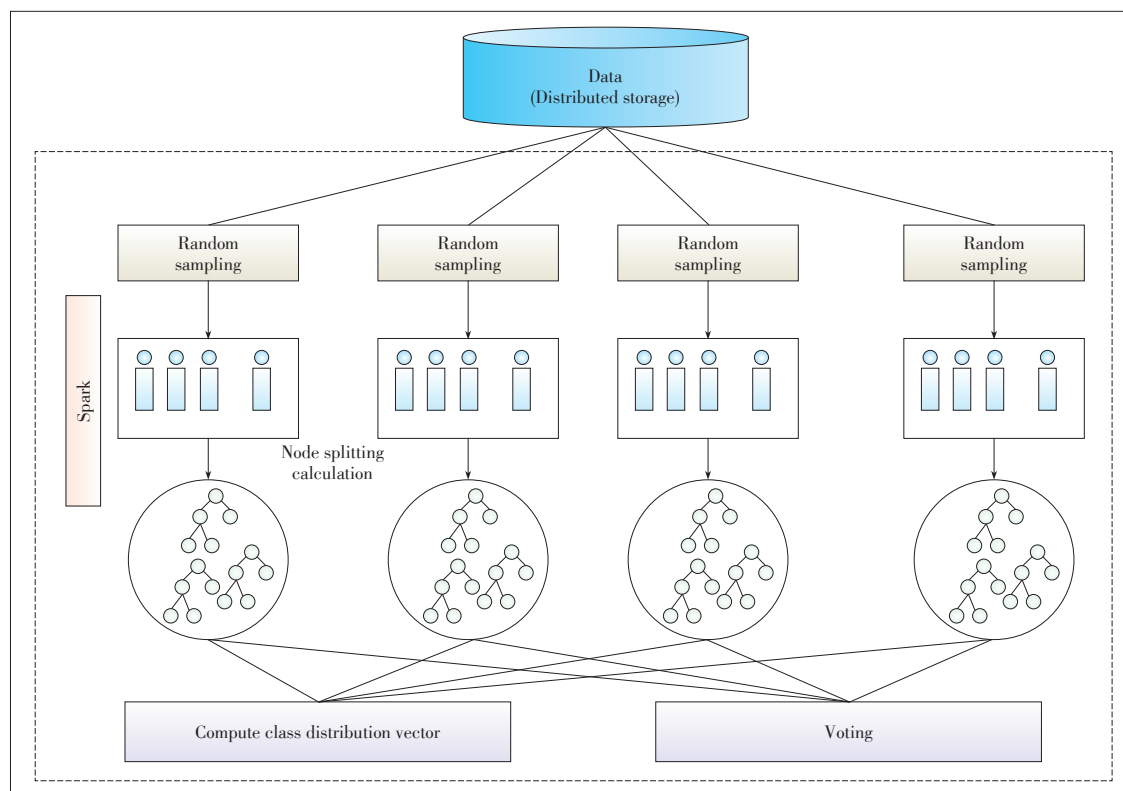 Data
(Distributed storage)
Random
sampling
Random
sampling
Random
sampling
Random
sampling
Spark
Node splitting
calculation
Compute class distribution vector
Voting